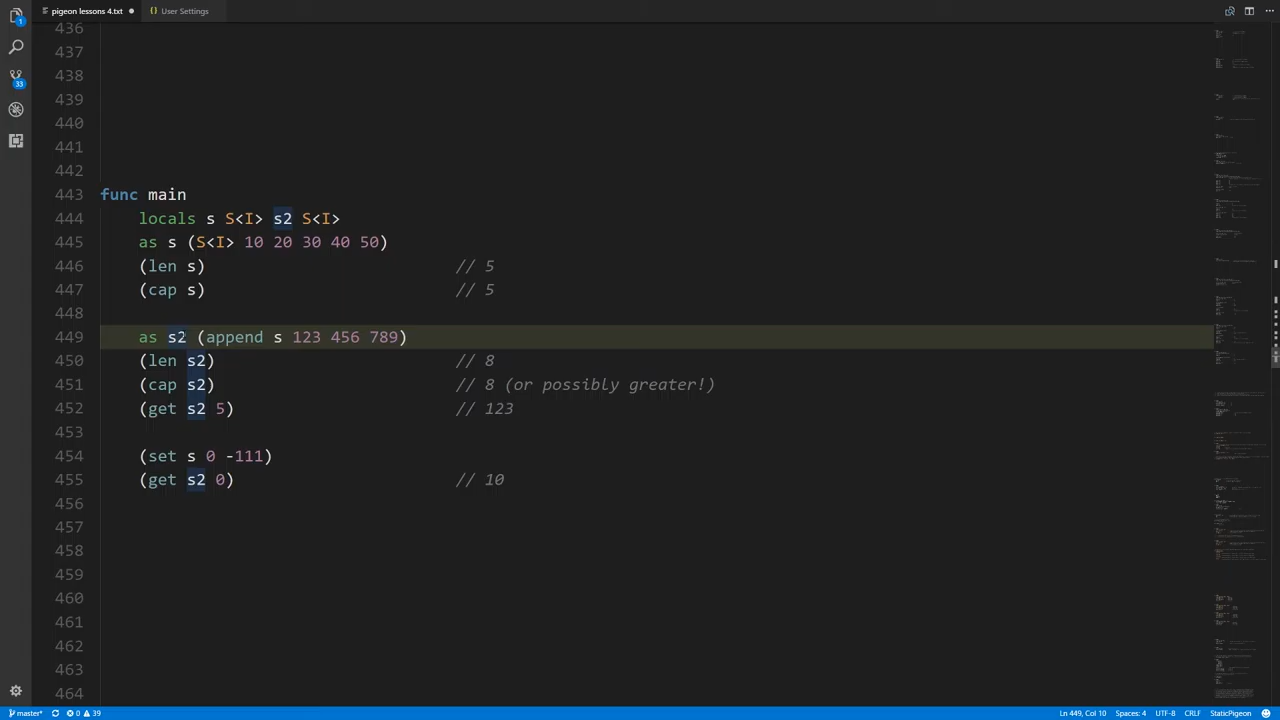 pigeon lessons 4.txt
{} User Settings
1
33
436
437
438
439
440
441
442
443 func main
444 locals s S<I> s2 S<I>
445 as s (S<I> 10 20 30 40 50)
446 (len s) // 5
447 (cap s) // 5
448
449 as s2 (append s 123 456 789)
450 (len s2) // 8
451 (cap s2) // 8 (or possibly greater!)
452 (get s2 5) // 123
453
454 (set s 0 -111)
455 (get s2 0) // 10
456
457
458
459
460
461
462
463
464
master* 0 39 Ln 449, Col 10 Spaces: 4 UTF-8 CRLF StaticPigeon